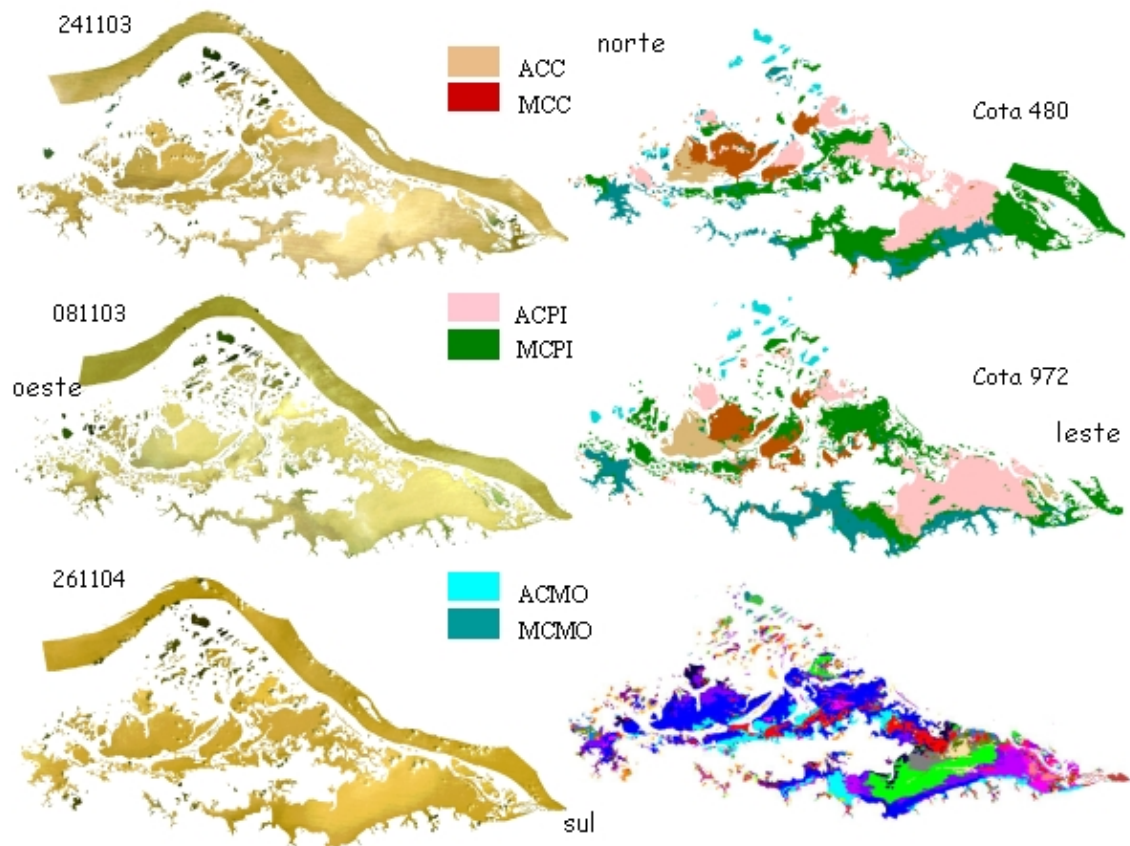 241103
ACC
MCC
norte
Cota 480
081103
oeste
ACPI
MCPI
Cota 972
leste
261104
ACMO
MCMO
sul